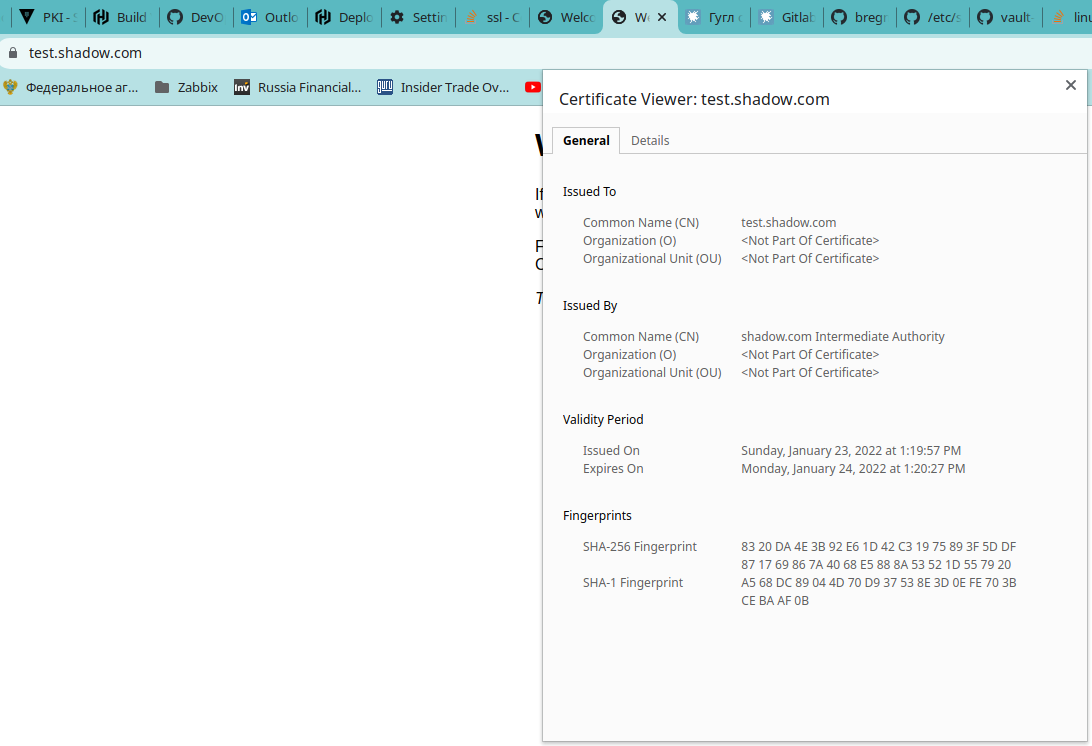 PKI - Build DevO Outlo Deplo Settin ssl - C Welco We Гугл Gitlab bregr /etc/s vault- linu
test.shadow.com
Федеральное аг... Zabbix Russia Financial... Insider Trade Ov...
Certificate Viewer: test.shadow.com
General Details
Issued To
Common Name (CN) test.shadow.com
Organization (O) <Not Part Of Certificate>
Organizational Unit (OU) <Not Part Of Certificate>
Issued By
Common Name (CN) shadow.com Intermediate Authority
Organization (O) <Not Part Of Certificate>
Organizational Unit (OU) <Not Part Of Certificate>
Validity Period
Issued On Sunday, January 23, 2022 at 1:19:57 PM
Expires On Monday, January 24, 2022 at 1:20:27 PM
Fingerprints
SHA-256 Fingerprint 83 20 DA 4E 3B 92 E6 1D 42 C3 19 75 89 3F 5D DF
87 17 69 86 7A 40 68 E5 88 8A 53 52 1D 55 79 20
SHA-1 Fingerprint A5 68 DC 89 04 4D 70 D9 37 53 8E 3D 0E FE 70 3B
CE BA AF 0B